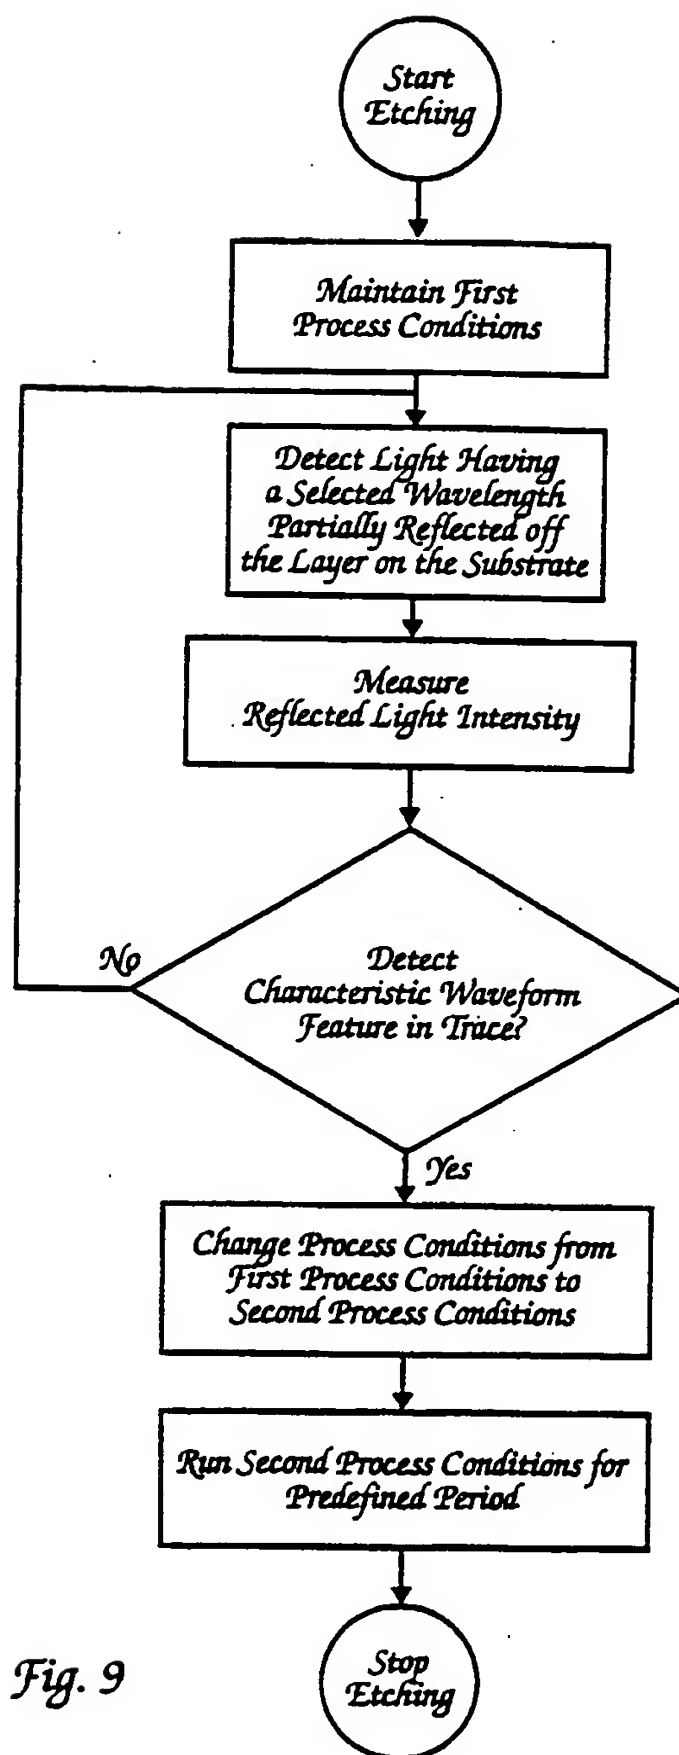 Start
Etching
Maintain First
Process Conditions
Detect Light Having
a Selected Wavelength
Partially Reflected off
the Layer on the Substrate
Measure
Reflected Light Intensity
No
Detect
Characteristic Waveform
Feature in Trace?
Yes
Change Process Conditions from
First Process Conditions to
Second Process Conditions
Run Second Process Conditions for
Predefined Period
Stop
Etching
Fig. 9